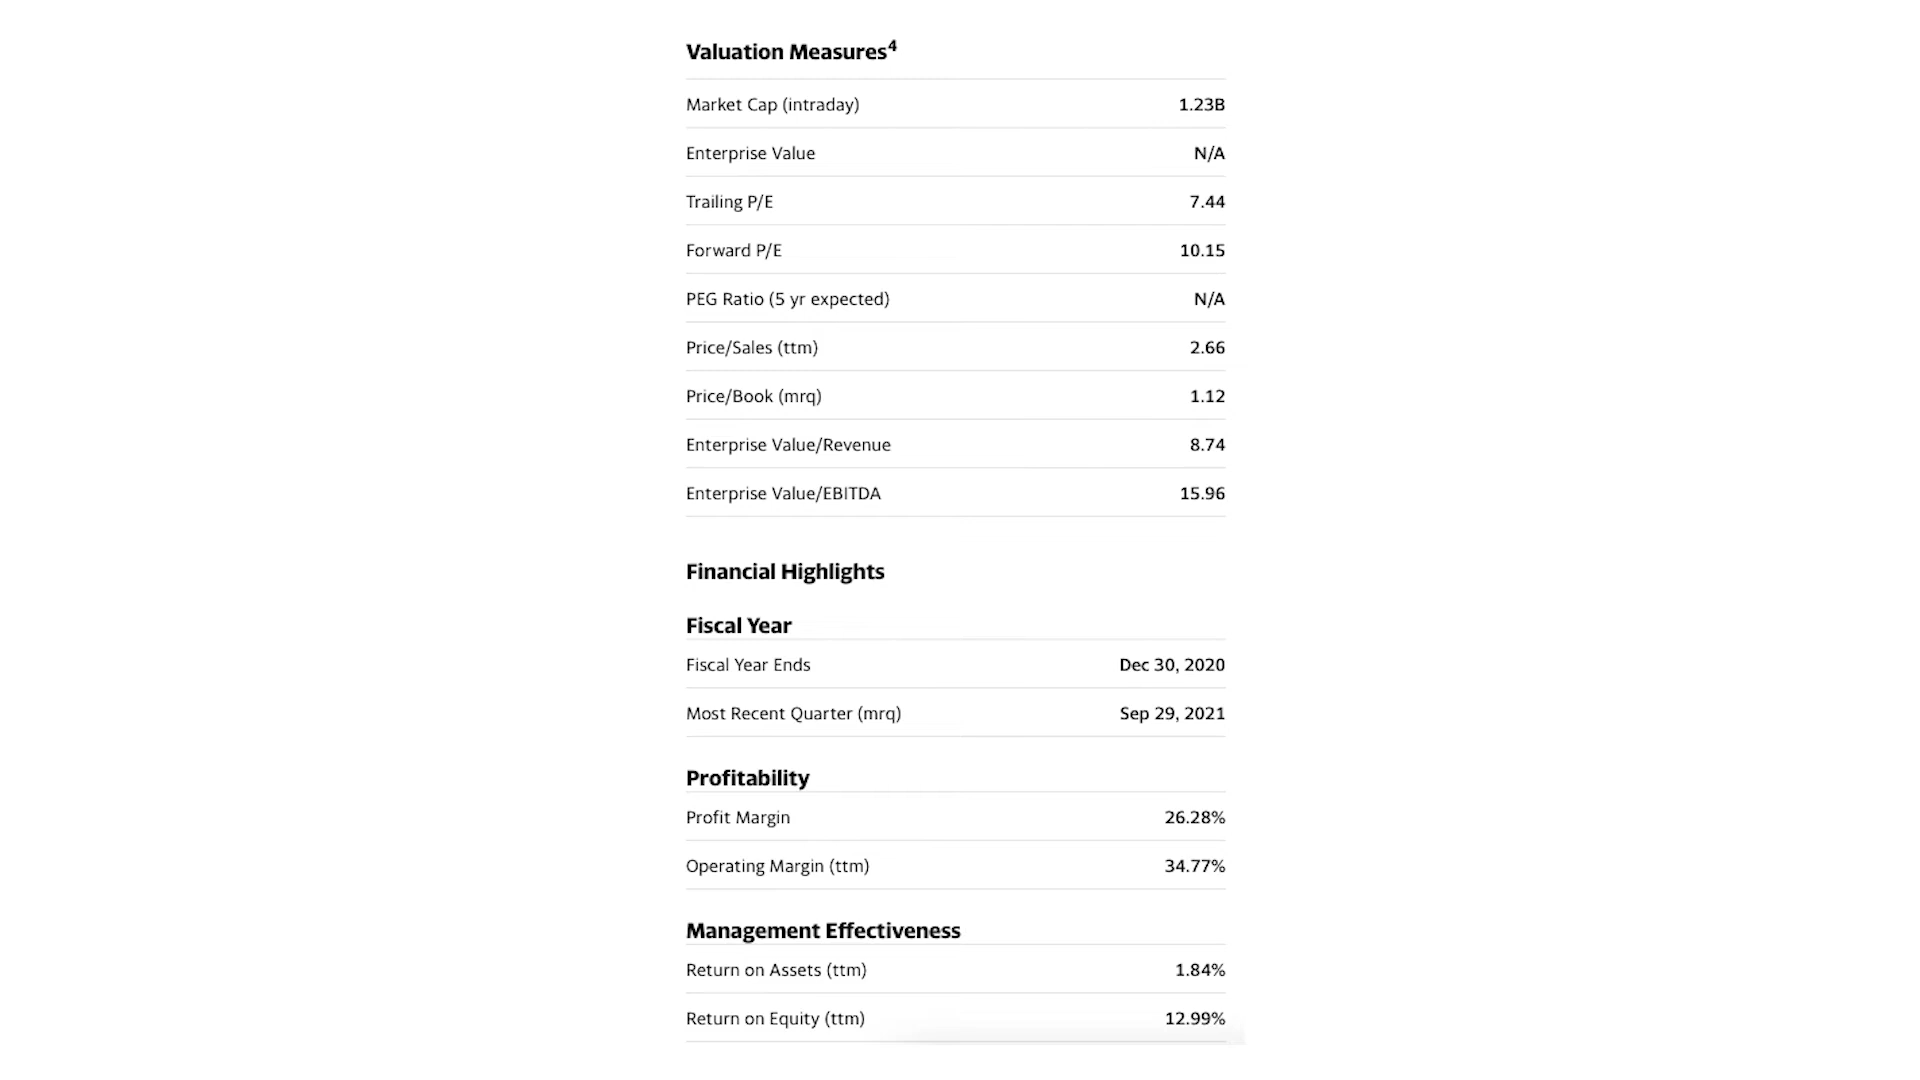 Valuation Measures4
Market Cap (intraday) 1.23B
Enterprise Value N/A
Trailing P/E 7.44
Forward P/E 10.15
PEG Ratio (5 yr expected) N/A
Price/Sales (ttm) 2.66
Price/Book (mrq) 1.12
Enterprise Value/Revenue 8.74
Enterprise Value/EBITDA 15.96
Financial Highlights
Fiscal Year
Fiscal Year Ends Dec 30, 2020
Most Recent Quarter (mrq) Sep 29, 2021
Profitability
Profit Margin 26.28%
Operating Margin (ttm) 34.77%
Management Effectiveness
Return on Assets (ttm) 1.84%
Return on Equity (ttm) 12.99%